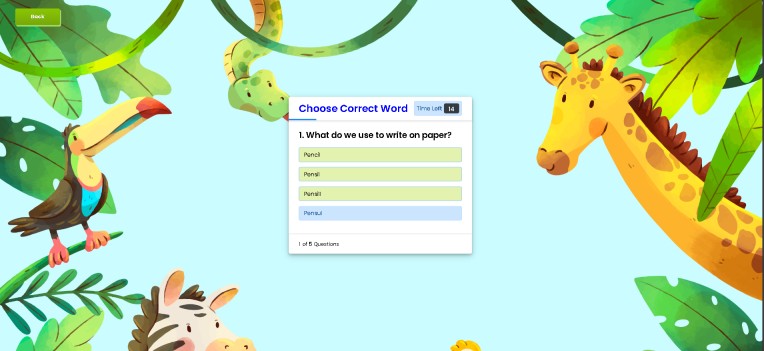 Back
Choose Correct Word
Time Left 14
1. What do we use to write on paper?
Pencil
Pensil
Pensill
Pensul
1 of 5 Questions